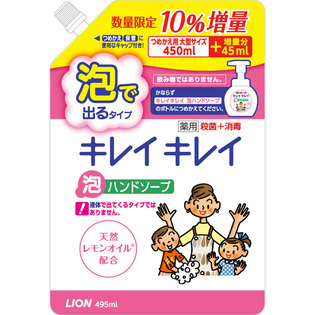 数量限定 10%増量
つめかえ保管に
便利なキャップ付き!
つめかえ用 大型サイズ
450ml
+
増量分
45ml
泡で
出るタイプ
飲み物ではありません。
かならず
キレイキレイ 泡ハンドソープ
のボトルにつめかえてください。
薬用 殺菌+消毒
キレイキレイ
泡 ハンドソープ
! 液体で出てくるタイプでは
ありません。
天然
レモンオイル
配合
LION 495ml